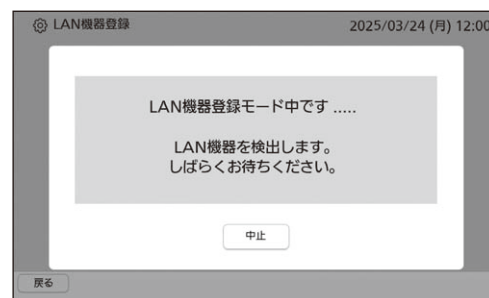 LAN機器登録
2025/03/24 (月) 12:00
LAN機器登録モード中です .....
LAN機器を検出します。
しばらくお待ちください。
中止
戻る